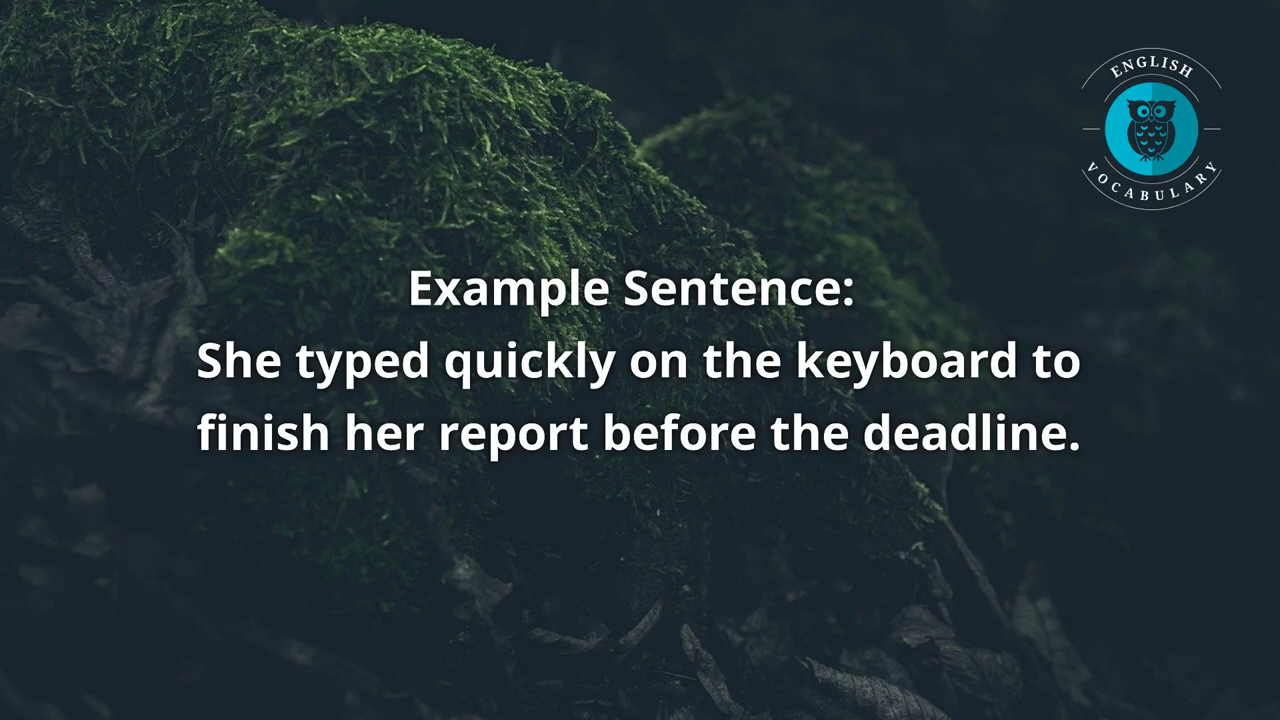 ENGLISH
VOCABULARY
Example Sentence:
She typed quickly on the keyboard to
finish her report before the deadline.